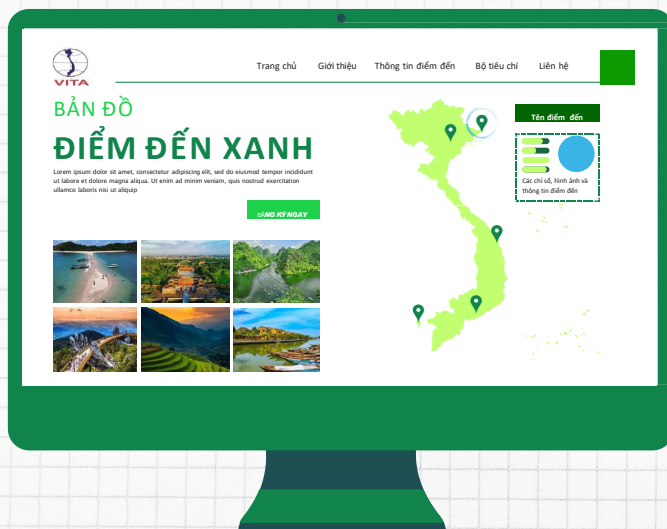 VITA
Trang chủ Giới thiệu Thông tin điểm đến Bộ tiêu chí Liên hệ
BẢN ĐỒ
ĐIỂM ĐẾN XANH
Lorem ipsum dolor sit amet, consectetur adipiscing elit, sed do eiusmod tempor incididunt
ut labore et dolore magna aliqua. Ut enim ad minim veniam, quis nostrud exercitation
ullamco laboris nisi ut aliquip
ĐĂNG KÝ NGAY
Tên điểm đến
Các chỉ số, hình ảnh và
thông tin điểm đến